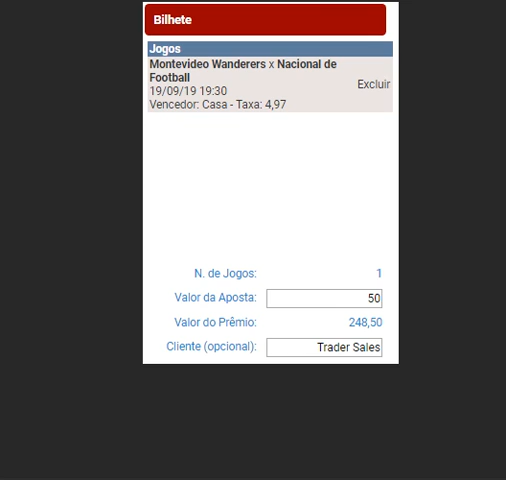 Bilhete
Jogos
Montevideo Wanderers x Nacional de
Football
19/09/19 19:30
Vencedor: Casa - Taxa: 4,97
Excluir
N. de Jogos: 1
Valor da Aposta: 50
Valor do Prêmio: 248,50
Cliente (opcional): Trader Sales